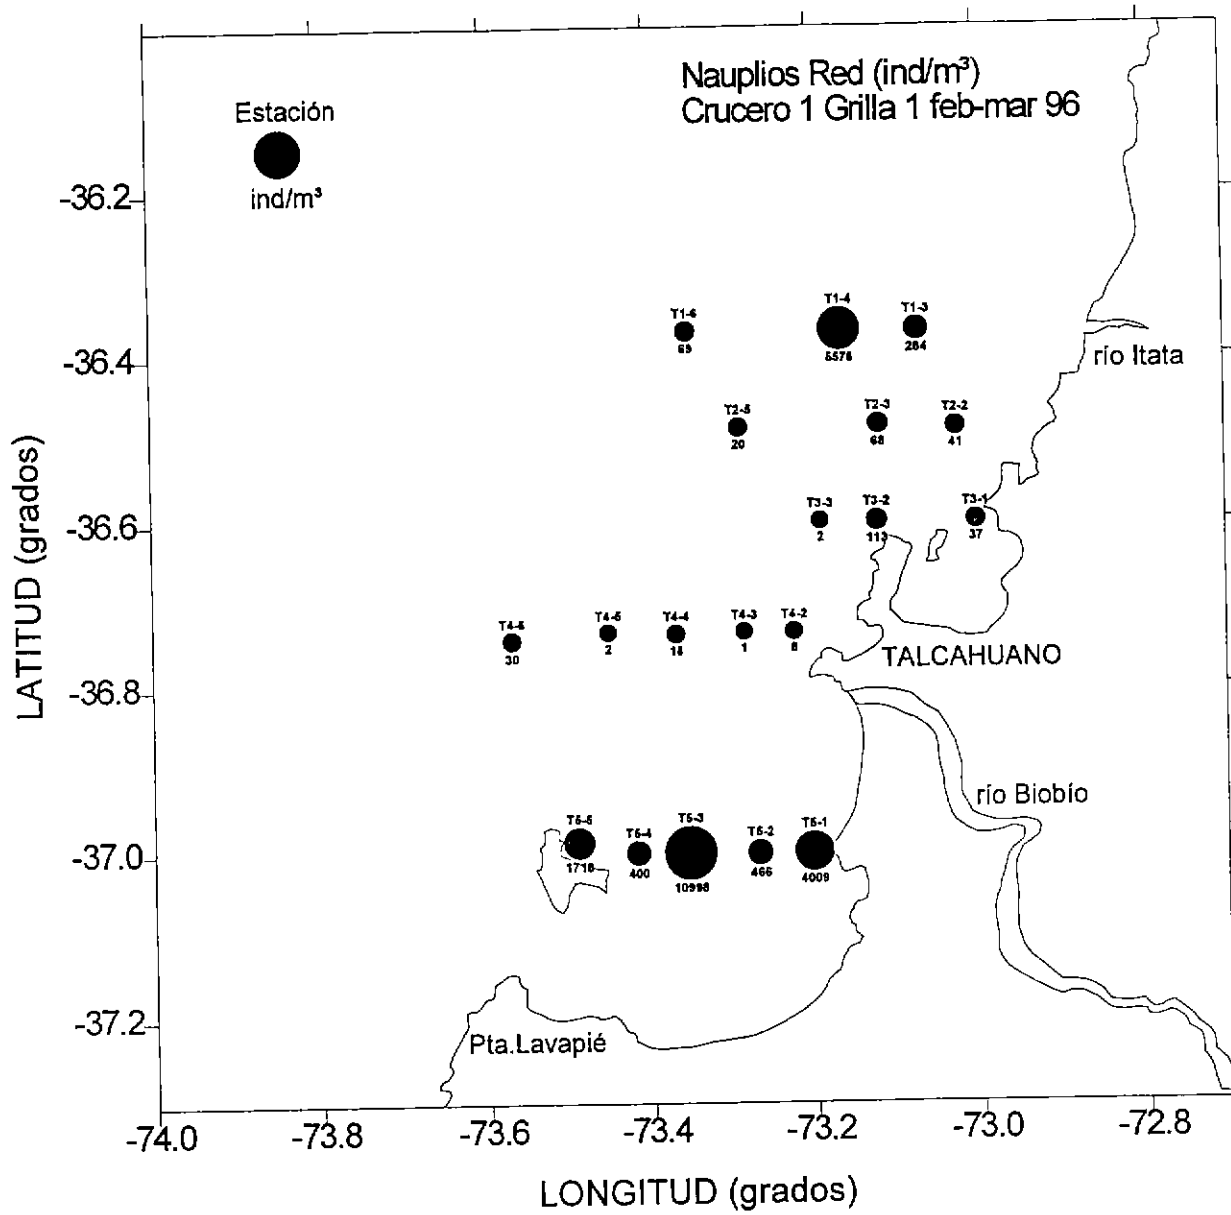 Nauplios Red (ind/m³)
Crucero 1 Grilla 1 feb-mar 96
Estación
ind/m³
-36.2
-36.4
-36.6
-36.8
-37.0
-37.2
LATITUD (grados)
T1-6
69
T1-4
5576
T1-3
284
río Itata
T2-5
20
T2-3
68
T2-2
41
T3-3
2
T3-2
113
T3-1
37
T4-6
30
T4-5
2
T4-4
18
T4-3
1
T4-2
8
TALCAHUANO
río Biobío
T5-5
1718
T5-4
400
T5-3
10998
T5-2
466
T5-1
4009
Pta.Lavapié
-74.0
-73.8
-73.6
-73.4
-73.2
-73.0
-72.8
LONGITUD (grados)